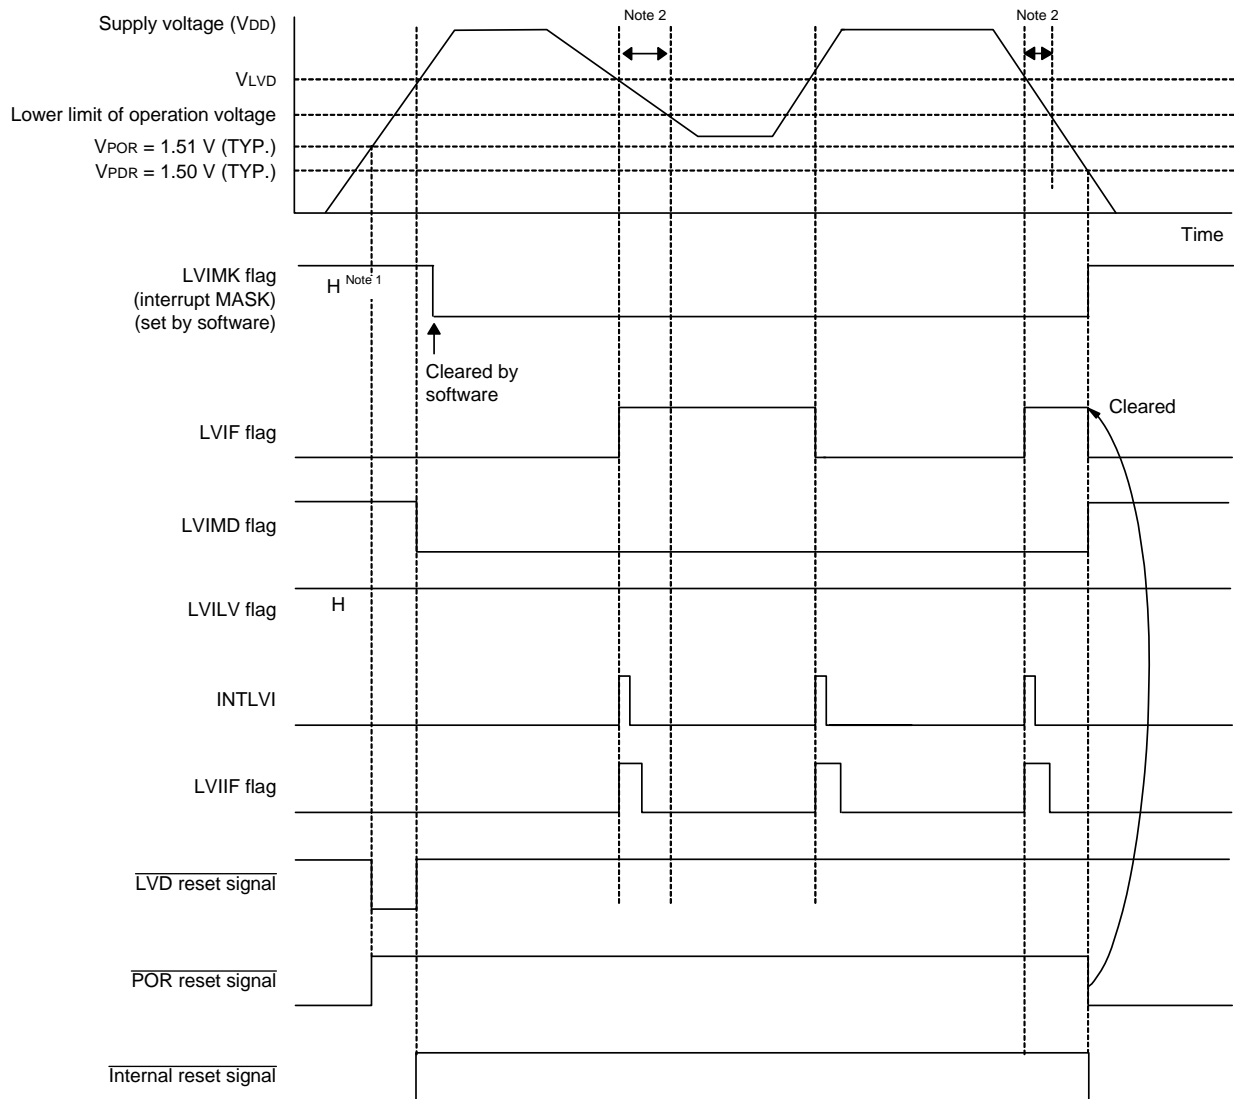 Note 2
Note 2
Supply voltage (VDD)
VLVD
Lower limit of operation voltage
VPOR = 1.51 V (TYP.)
VPDR = 1.50 V (TYP.)
Time
LVIMK flag
(interrupt MASK)
(set by software)
H Note 1
Cleared by
software
Cleared
LVIF flag
LVIMD flag
LVILV flag
H
INTLVI
LVIIF flag
LVD reset signal
POR reset signal
Internal reset signal